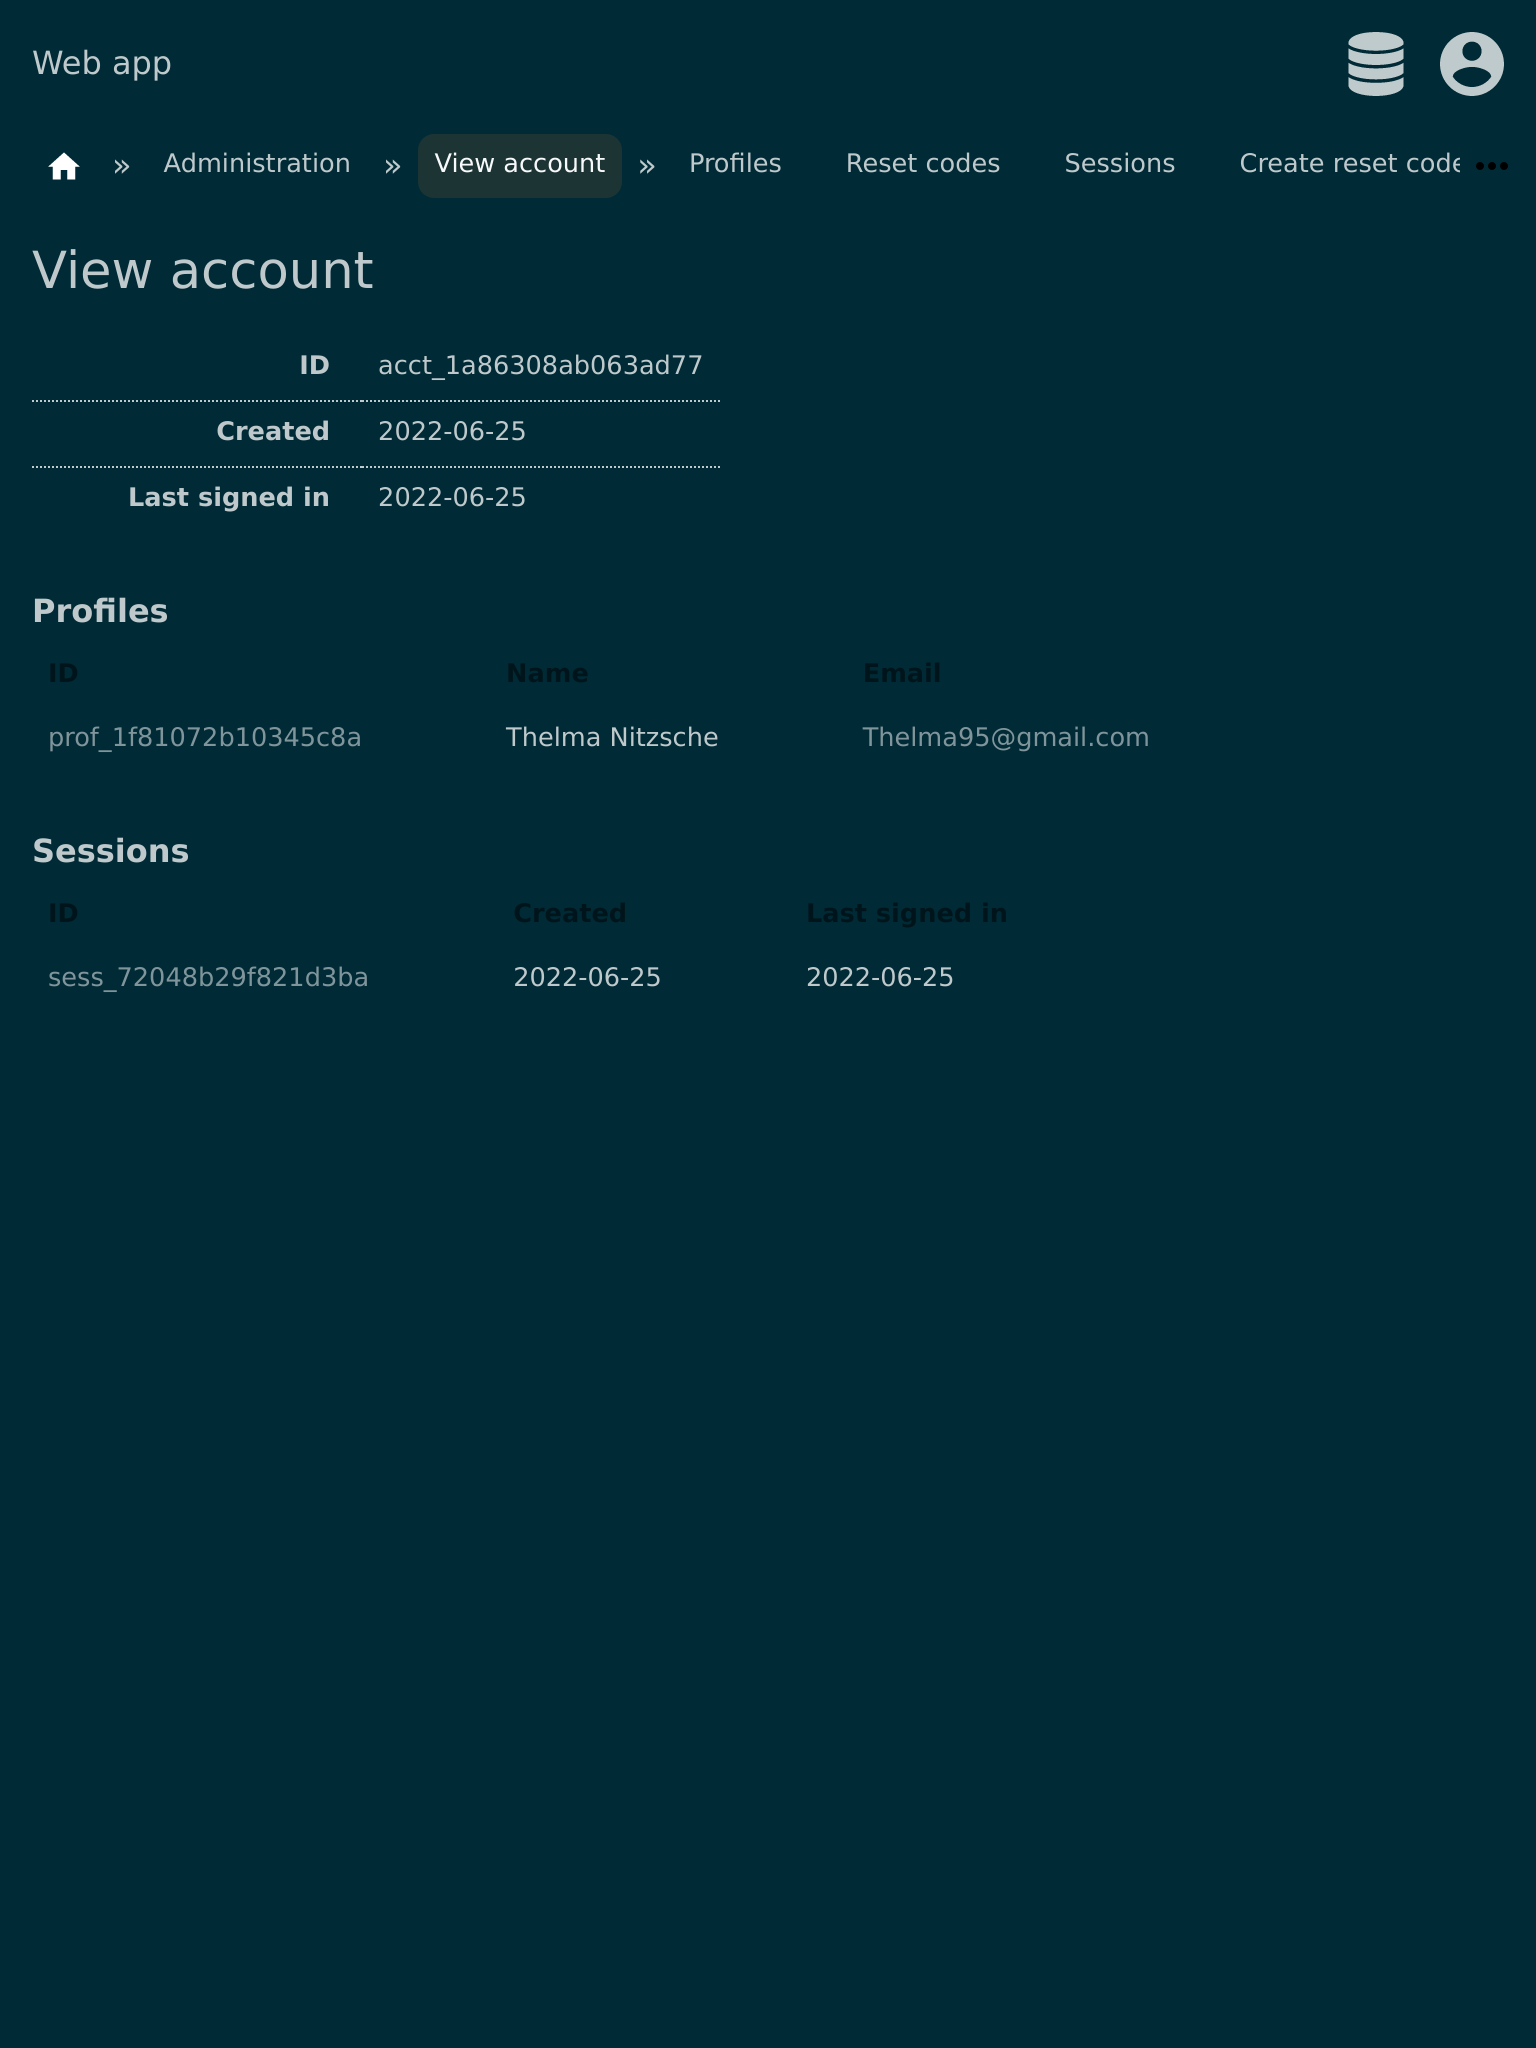 Web app
» Administration » View account » Profiles Reset codes Sessions Create reset code
View account
ID acct_1a86308ab063ad77
Created 2022-06-25
Last signed in 2022-06-25
Profiles
ID Name Email
prof_1f81072b10345c8a Thelma Nitzsche Thelma95@gmail.com
Sessions
ID Created Last signed in
sess_72048b29f821d3ba 2022-06-25 2022-06-25